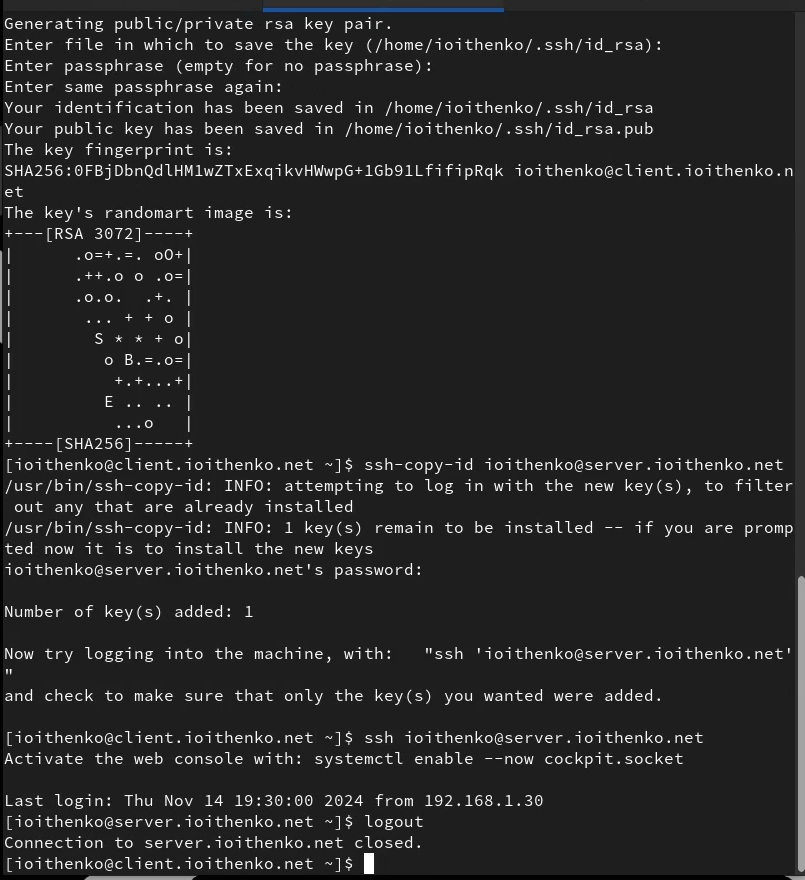 Generating public/private rsa key pair.
Enter file in which to save the key (/home/ioithenko/.ssh/id_rsa):
Enter passphrase (empty for no passphrase):
Enter same passphrase again:
Your identification has been saved in /home/ioithenko/.ssh/id_rsa
Your public key has been saved in /home/ioithenko/.ssh/id_rsa.pub
The key fingerprint is:
SHA256:0FBjDbnQdlHM1wZTxExqikvHWwpG+1Gb91LfifipRqk ioithenko@client.ioithenko.n
et
The key's randomart image is:
+---[RSA 3072]----+
|      .o=+.=. oO+|
|      .++.o o .o=|
|      .o.o.  .+. |
|       ... + + o |
|        S * * + o|
|         o B.=.o=|
|          +.+...+|
|         E .. .. |
|          ...o   |
+----[SHA256]-----+
[ioithenko@client.ioithenko.net ~]$ ssh-copy-id ioithenko@server.ioithenko.net
/usr/bin/ssh-copy-id: INFO: attempting to log in with the new key(s), to filter
 out any that are already installed
/usr/bin/ssh-copy-id: INFO: 1 key(s) remain to be installed -- if you are promp
ted now it is to install the new keys
ioithenko@server.ioithenko.net's password:

Number of key(s) added: 1

Now try logging into the machine, with:   "ssh 'ioithenko@server.ioithenko.net'
"
and check to make sure that only the key(s) you wanted were added.

[ioithenko@client.ioithenko.net ~]$ ssh ioithenko@server.ioithenko.net
Activate the web console with: systemctl enable --now cockpit.socket

Last login: Thu Nov 14 19:30:00 2024 from 192.168.1.30
[ioithenko@server.ioithenko.net ~]$ logout
Connection to server.ioithenko.net closed.
[ioithenko@client.ioithenko.net ~]$